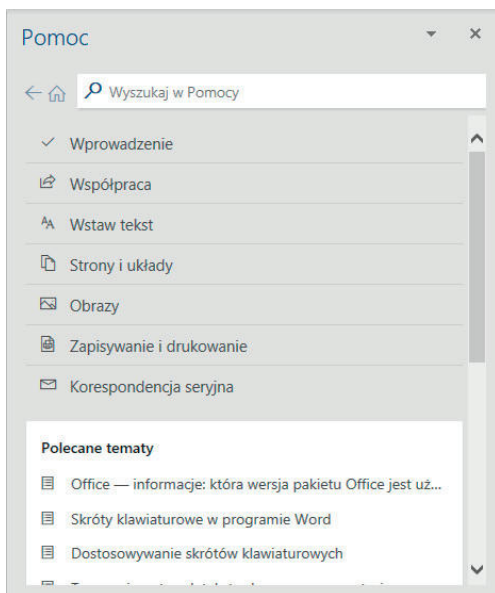 Pomoc
Wyszukaj w Pomocy
Wprowadzenie
Współpraca
Wstaw tekst
Strony i układy
Obrazy
Zapisywanie i drukowanie
Korespondencja seryjna
Polecane tematy
Office — informacje: która wersja pakietu Office jest uż...
Skróty klawiaturowe w programie Word
Dostosowywanie skrótów klawiaturowych